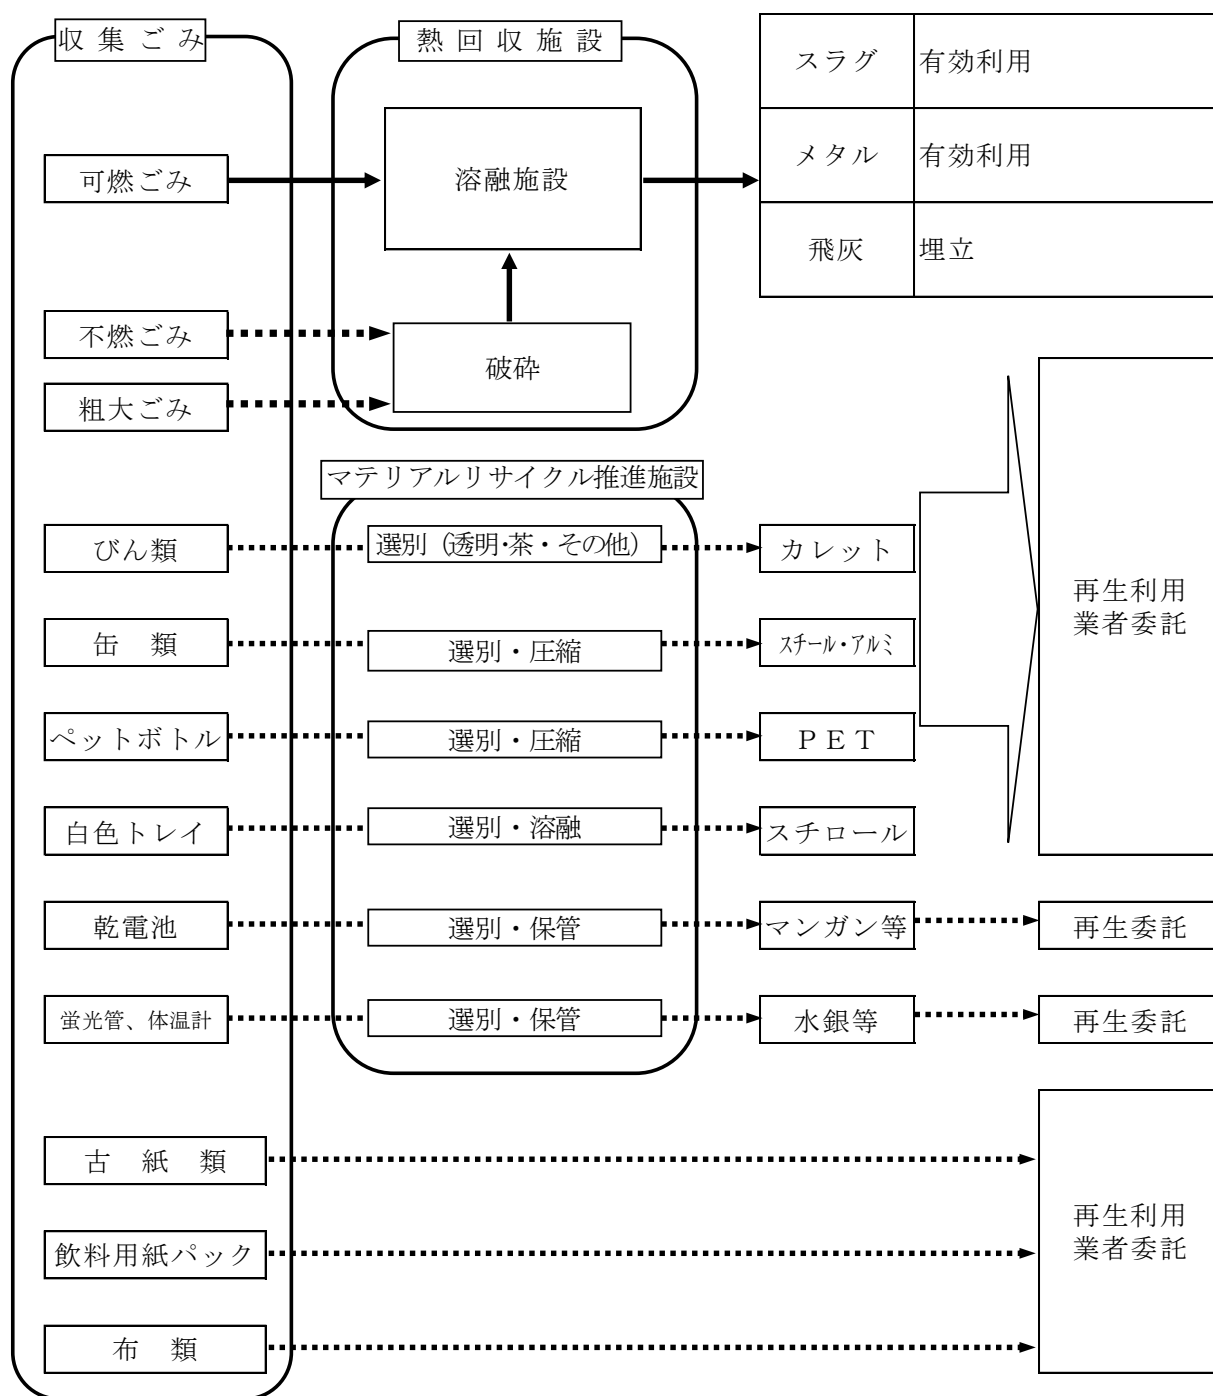 収集ごみ
熱回収施設
スラグ 有効利用
メタル 有効利用
飛灰 埋立
可燃ごみ
溶融施設
不燃ごみ
粗大ごみ
破砕
マテリアルリサイクル推進施設
びん類
選別（透明・茶・その他）
カレット
缶　類
選別・圧縮
スチール・アルミ
ペットボトル
選別・圧縮
ＰＥＴ
白色トレイ
選別・溶融
スチロール
再生利用
業者委託
乾電池
選別・保管
マンガン等
再生委託
蛍光管、体温計
選別・保管
水銀等
再生委託
古　紙　類
飲料用紙パック
布　類
再生利用
業者委託